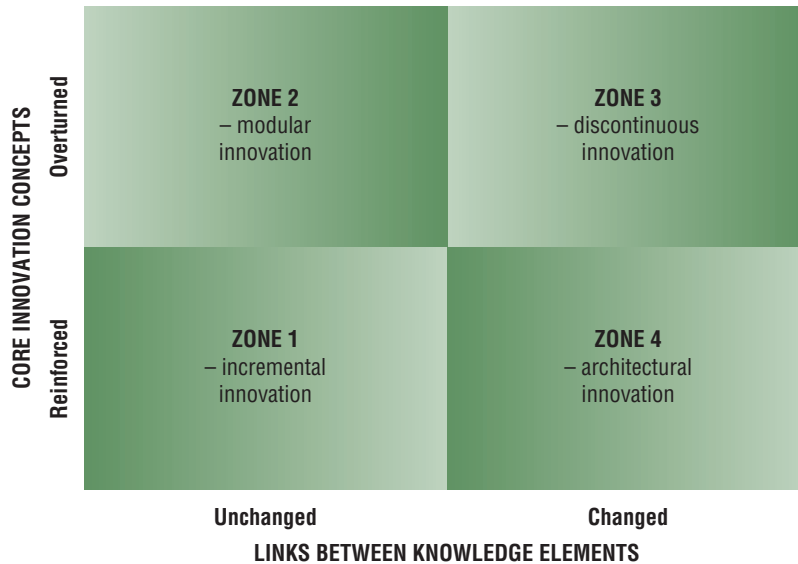 CORE INNOVATION CONCEPTS
Overturned
Reinforced
ZONE 2
– modular
innovation
ZONE 3
– discontinuous
innovation
ZONE 1
– incremental
innovation
ZONE 4
– architectural
innovation
Unchanged
Changed
LINKS BETWEEN KNOWLEDGE ELEMENTS